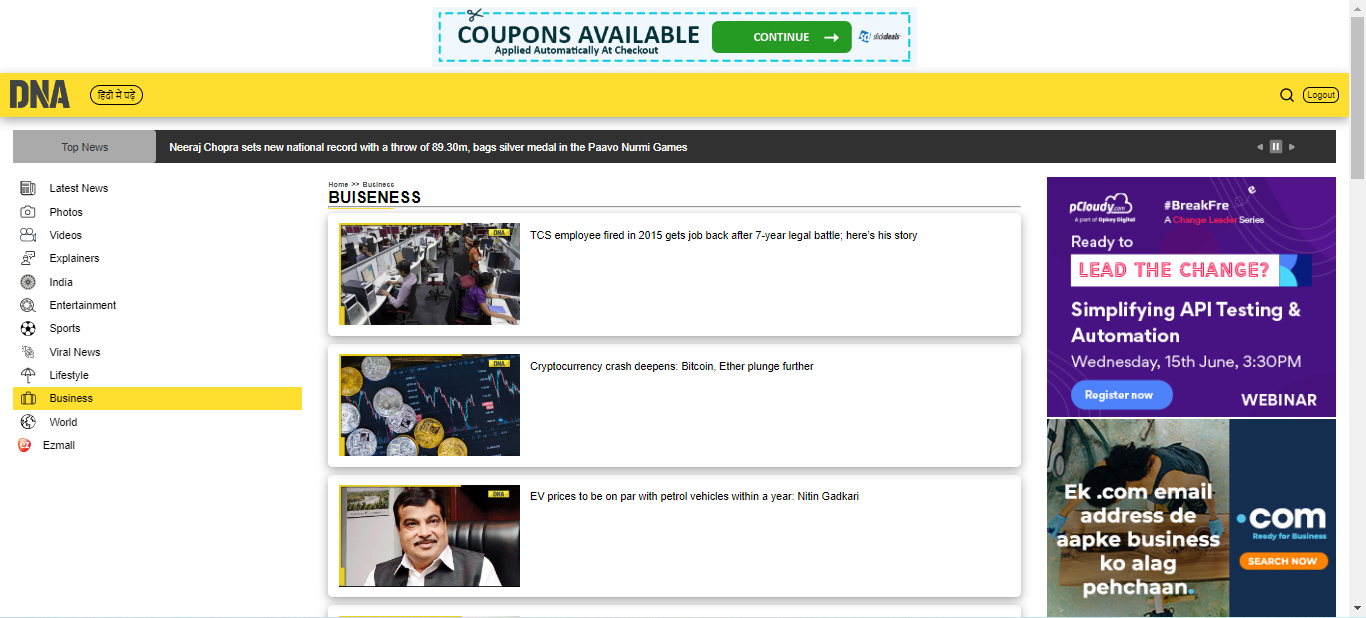 COUPONS AVAILABLE
Applied Automatically At Checkout
CONTINUE
slickdeals
DNA
हिंदी में पढ़ें
Logout
Top News
Neeraj Chopra sets new national record with a throw of 89.30m, bags silver medal in the Paavo Nurmi Games
Latest News
Photos
Videos
Explainers
India
Entertainment
Sports
Viral News
Lifestyle
Business
World
ez
Ezmall
Home >> Business
BUISENESS
DNA
TCS employee fired in 2015 gets job back after 7-year legal battle; here's his story
DNA
Cryptocurrency crash deepens: Bitcoin, Ether plunge further
DNA
EV prices to be on par with petrol vehicles within a year: Nitin Gadkari
pCloudy.com
A part of Opkey Digital
e
#BreakFre
A Change Leader Series
Ready to
LEAD THE CHANGE?
Simplifying API Testing &
Automation
Wednesday, 15th June, 3:30PM
Register now
WEBINAR
Ek .com email
address de
aapke business
ko alag
pehchaan.
.com
Ready for Business
SEARCH NOW